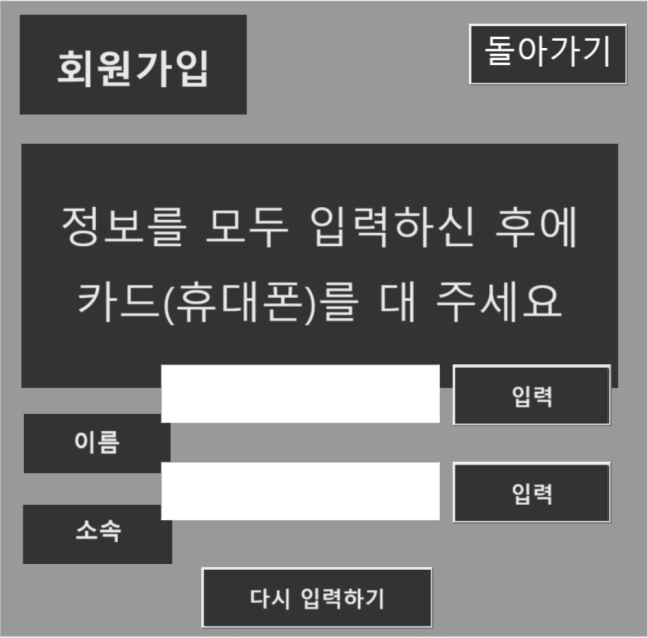 회원가입
돌아가기
정보를 모두 입력하신 후에
카드(휴대폰)를 대 주세요
입력
이름
입력
소속
다시 입력하기